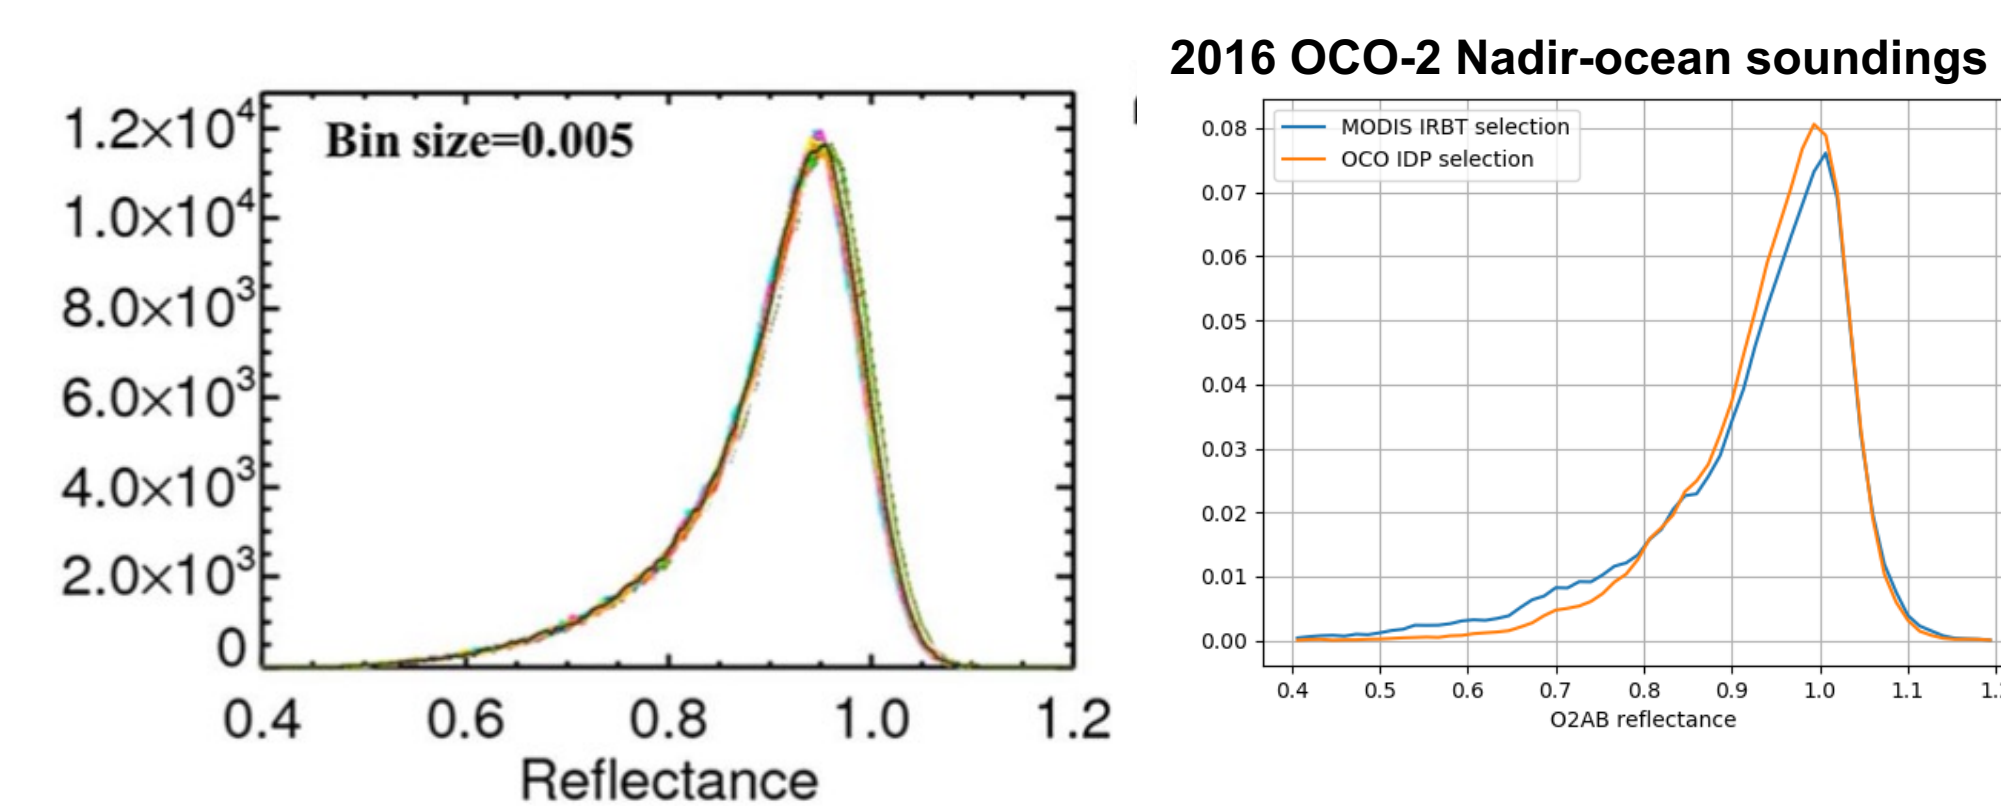 Bin size=0.005
1.2×10⁴
1.0×10⁴
8.0×10³
6.0×10³
4.0×10³
2.0×10³
0
0.4 0.6 0.8 1.0 1.2
Reflectance
2016 OCO-2 Nadir-ocean soundings
MODIS IRBT selection
OCO IDP selection
0.08
0.07
0.06
0.05
0.04
0.03
0.02
0.01
0.00
0.4 0.5 0.6 0.7 0.8 0.9 1.0 1.1
O2AB reflectance